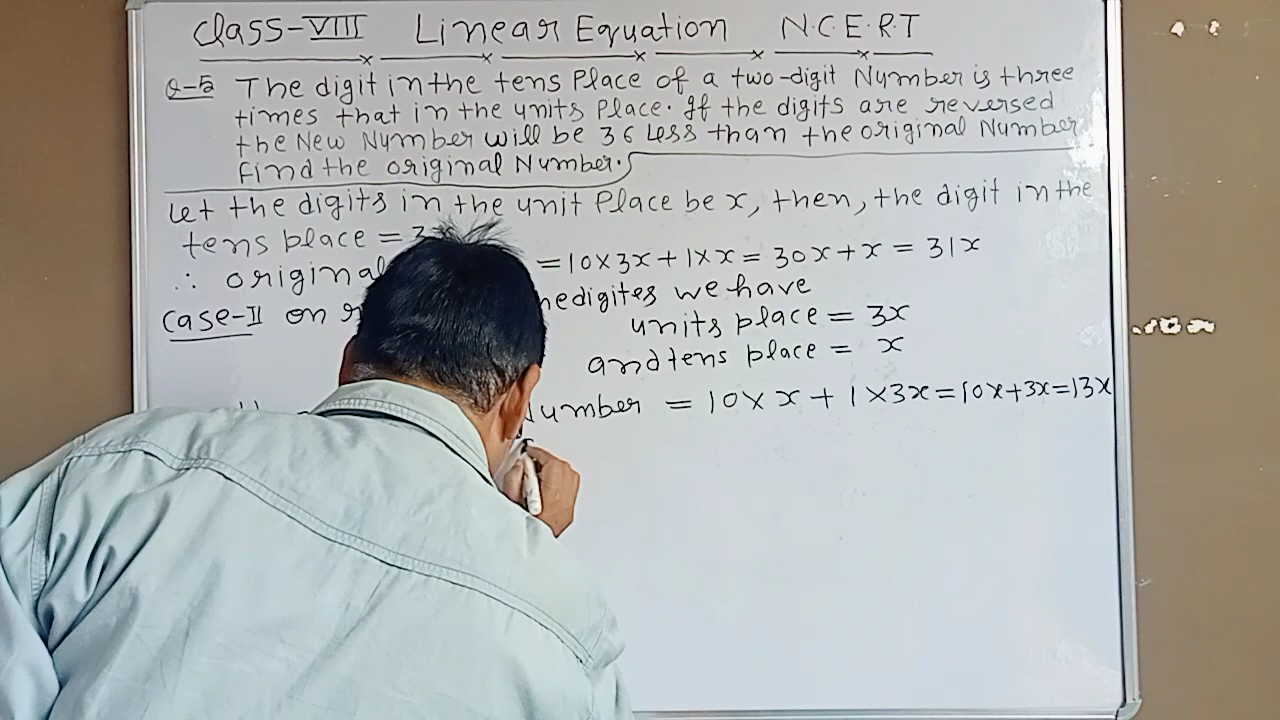 Class-VIII Linear Equation N.C.E.R.T
Q-5 The digit in the tens Place of a two-digit Number is three
times that in the units Place. If the digits are reversed
the New Number will be 36 Less than the original Number
Find the original Number.
Let the digits in the unit Place be x, then, the digit in the
tens place = 3
∴ original = 10×3x+1×x = 30x+x = 31x
Case-II on digites we have
units place = 3x
and tens place = x
Number = 10×x + 1×3x=10x+3x=13x